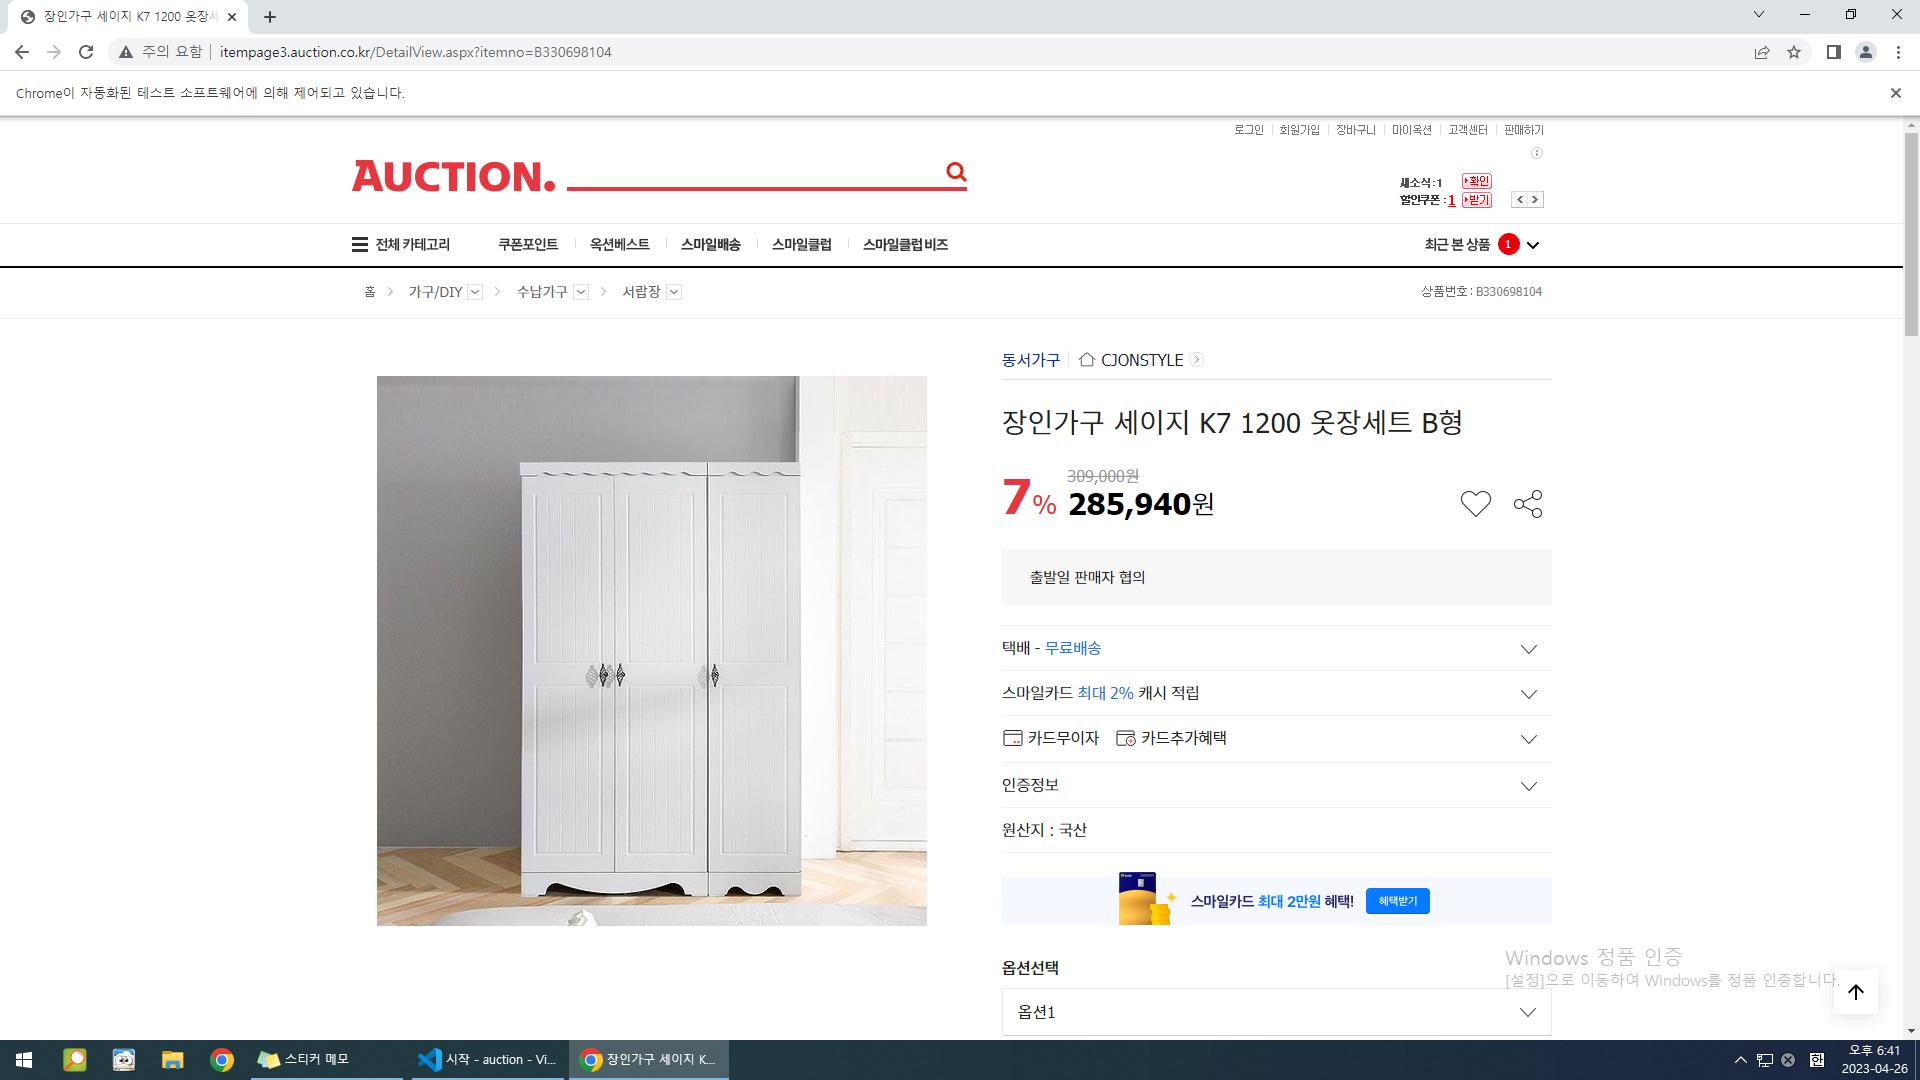 장인가구 세이지 K7 1200 옷장세
주의 요함 itempage3.auction.co.kr/DetailView.aspx?itemno=B330698104
Chrome이 자동화된 테스트 소프트웨어에 의해 제어되고 있습니다.
로그인 회원가입 장바구니 마이옥션 고객센터 판매하기
AUCTION.
새소식 : 1 확인
할인쿠폰 : 1 받기
전체 카테고리 쿠폰포인트 옥션베스트 스마일배송 스마일클럽 스마일클럽 비즈 최근 본 상품 1
홈 가구/DIY 수납가구 서랍장 상품번호 : B330698104
동서가구 CJONSTYLE
장인가구 세이지 K7 1200 옷장세트 B형
309,000원
7% 285,940원
출발일 판매자 협의
택배 - 무료배송
스마일카드 최대 2% 캐시 적립
카드무이자 카드추가혜택
인증정보
원산지 : 국산
스마일카드 최대 2만원 혜택! 혜택받기
옵션선택
옵션1
Windows 정품 인증
[설정]으로 이동하여 Windows를 정품 인증합니다.
스티커 메모 시작 - auction - Vi... 장인가구 세이지 K... 한 오후 6:41
2023-04-26